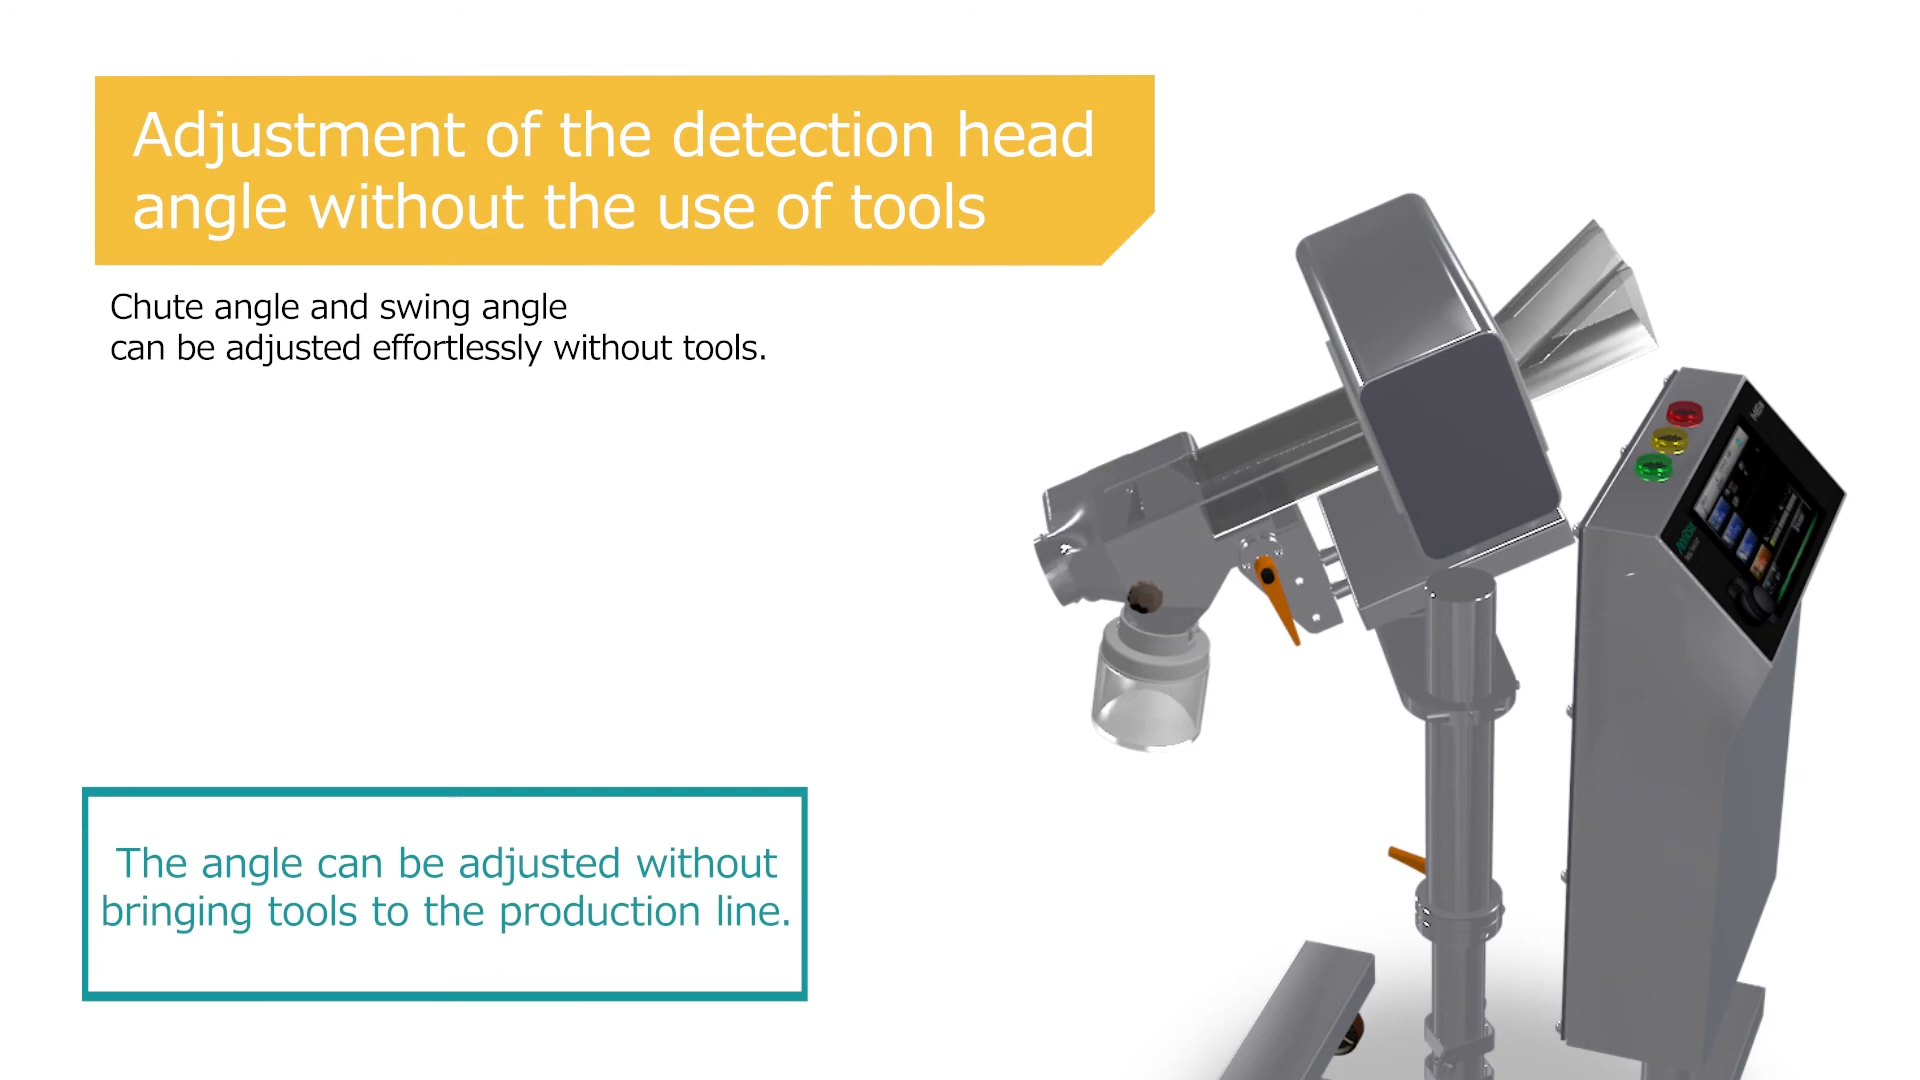 Adjustment of the detection head
angle without the use of tools
Chute angle and swing angle
can be adjusted effortlessly without tools.
The angle can be adjusted without
bringing tools to the production line.